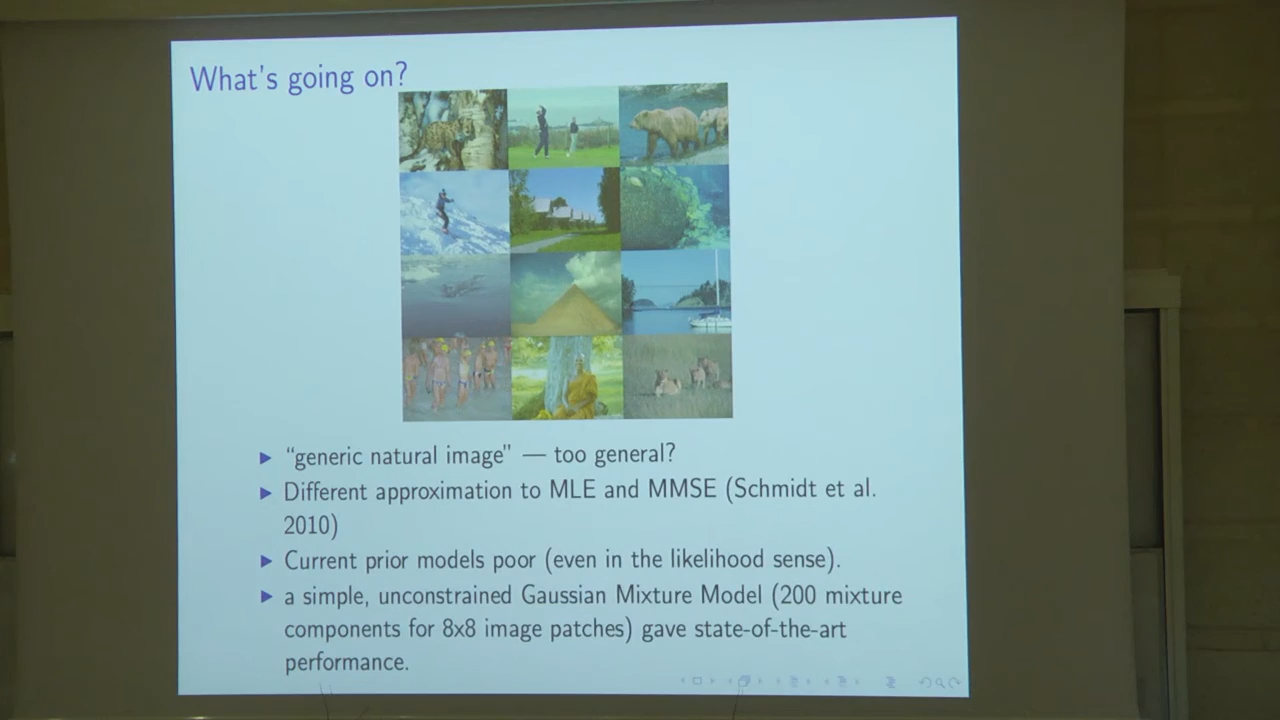 What's going on?
"generic natural image" — too general?
Different approximation to MLE and MMSE (Schmidt et al.
2010)
Current prior models poor (even in the likelihood sense).
a simple, unconstrained Gaussian Mixture Model (200 mixture
components for 8x8 image patches) gave state-of-the-art
performance.